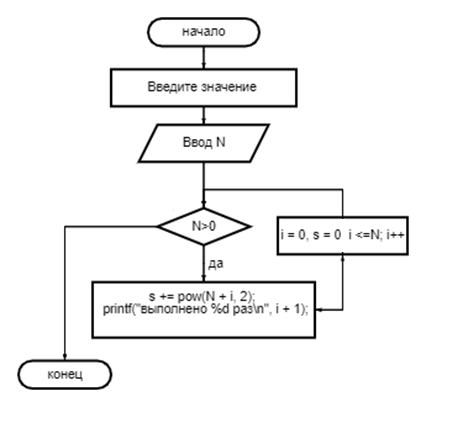 начало
Введите значение
Ввод N
N>0
i = 0, s = 0  i <=N; i++
да
s += pow(N + i, 2);
printf("выполнено %d раз\n", i + 1);
конец